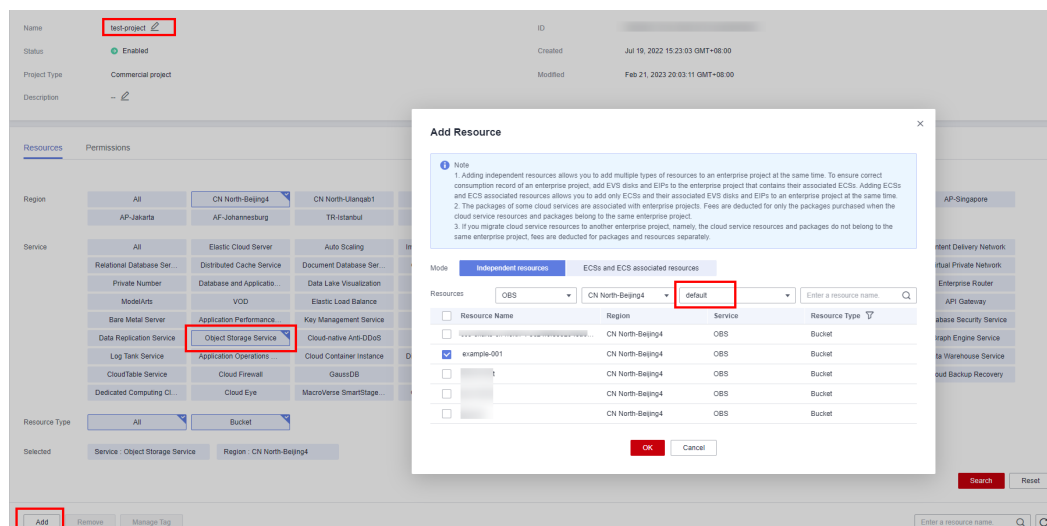 Name test-project ID
Status Enabled Created Jul 19, 2022 15:23:03 GMT+08:00
Project Type Commercial project Modified Feb 21, 2023 20:03:11 GMT+08:00
Description --
Resources Permissions
Region All CN North-Beijing4 CN North-Ulanqab1 AP-Singapore
AP-Jakarta AF-Johannesburg TR-Istanbul
Service All Elastic Cloud Server Auto Scaling In ntent Delivery Network
Relational Database Ser... Distributed Cache Service Document Database Ser... rtual Private Network
Private Number Database and Applicatio... Data Lake Visualization Enterprise Router
ModelArts VOD Elastic Load Balance API Gateway
Bare Metal Server Application Performance... Key Management Service abase Security Service
Data Replication Service Object Storage Service Cloud-native Anti-DDoS raph Engine Service
Log Tank Service Application Operations ... Cloud Container Instance D ta Warehouse Service
CloudTable Service Cloud Firewall GaussDB oud Backup Recovery
Dedicated Computing Cl... Cloud Eye MacroVerse SmartStage...
Resource Type All Bucket
Selected Service : Object Storage Service Region : CN North-Beijing4
Search Reset
Add Remove Manage Tag Enter a resource name.
Add Resource
Note
1. Adding independent resources allows you to add multiple types of resources to an enterprise project at the same time. To ensure correct
consumption record of an enterprise project, add EVS disks and EIPs to the enterprise project that contains their associated ECSs. Adding ECSs
and ECS associated resources allows you to add only ECSs and their associated EVS disks and EIPs to an enterprise project at the same time.
2. The packages of some cloud services are associated with enterprise projects. Fees are deducted for only the packages purchased when the
cloud service resources and packages belong to the same enterprise project.
3. If you migrate cloud service resources to another enterprise project, namely, the cloud service resources and packages do not belong to the
same enterprise project, fees are deducted for packages and resources separately.
Mode Independent resources ECSs and ECS associated resources
Resources OBS CN North-Beijing4 default Enter a resource name.
Resource Name Region Service Resource Type
CN North-Beijing4 OBS Bucket
example-001 CN North-Beijing4 OBS Bucket
t CN North-Beijing4 OBS Bucket
CN North-Beijing4 OBS Bucket
CN North-Beijing4 OBS Bucket
OK Cancel